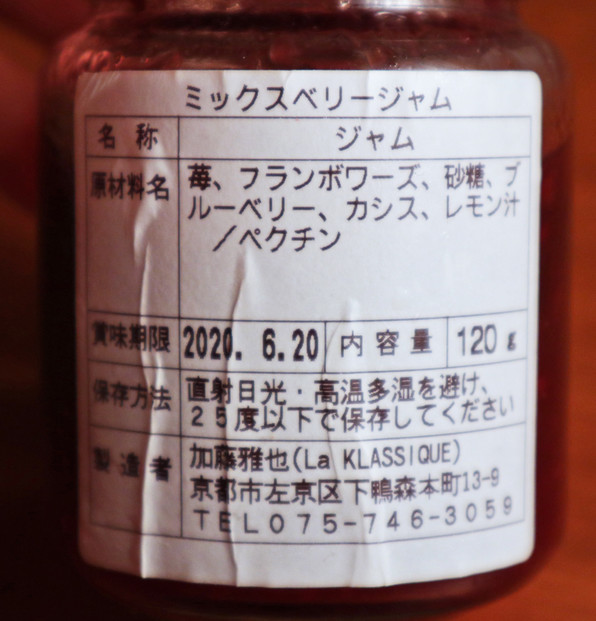 ミックスベリージャム
名称 ジャム
原材料名 苺、フランボワーズ、砂糖、ブ
ルーベリー、カシス、レモン汁
／ペクチン
賞味期限 2020. 6.20 内容量 120g
保存方法 直射日光・高温多湿を避け、
25度以下で保存してください
製造者 加藤雅也(La KLASSIQUE)
京都市左京区下鴨森本町13-9
TEL075-746-3059